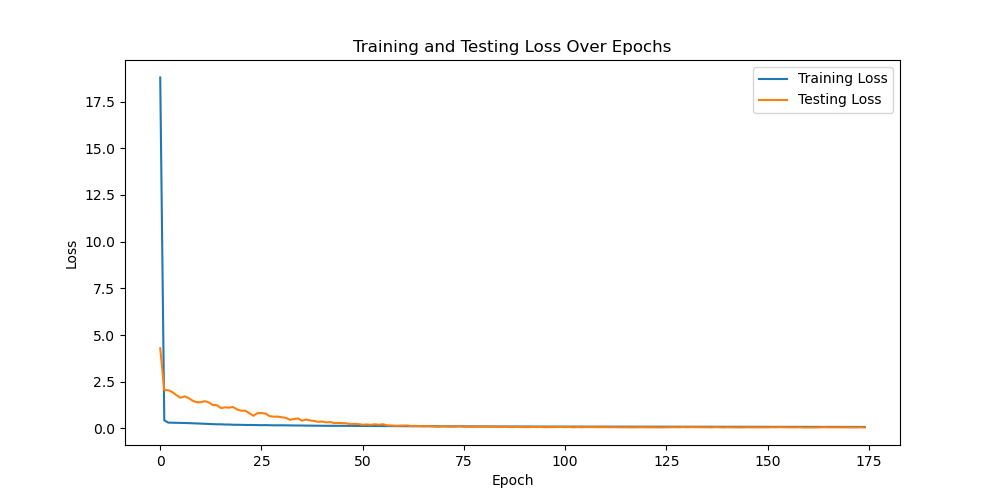 Training and Testing Loss Over Epochs
Training Loss
Testing Loss
17.5
15.0
12.5
10.0
7.5
5.0
2.5
0.0
Loss
0 25 50 75 100 125 150 175
Epoch